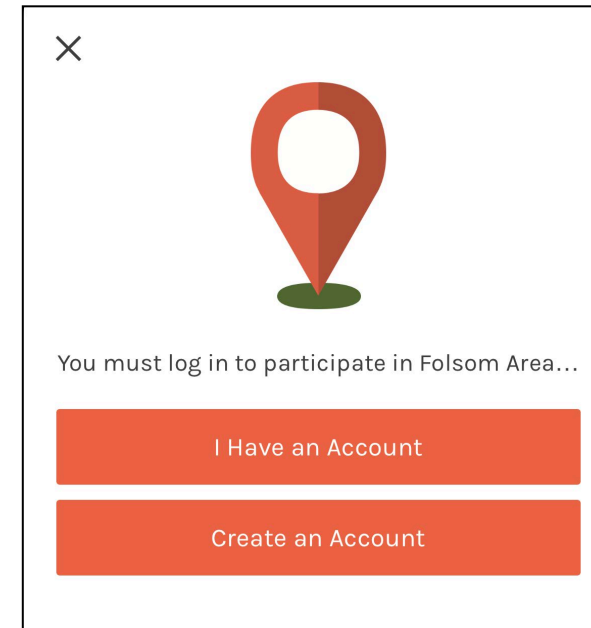 You must log in to participate in Folsom Area...
I Have an Account
Create an Account